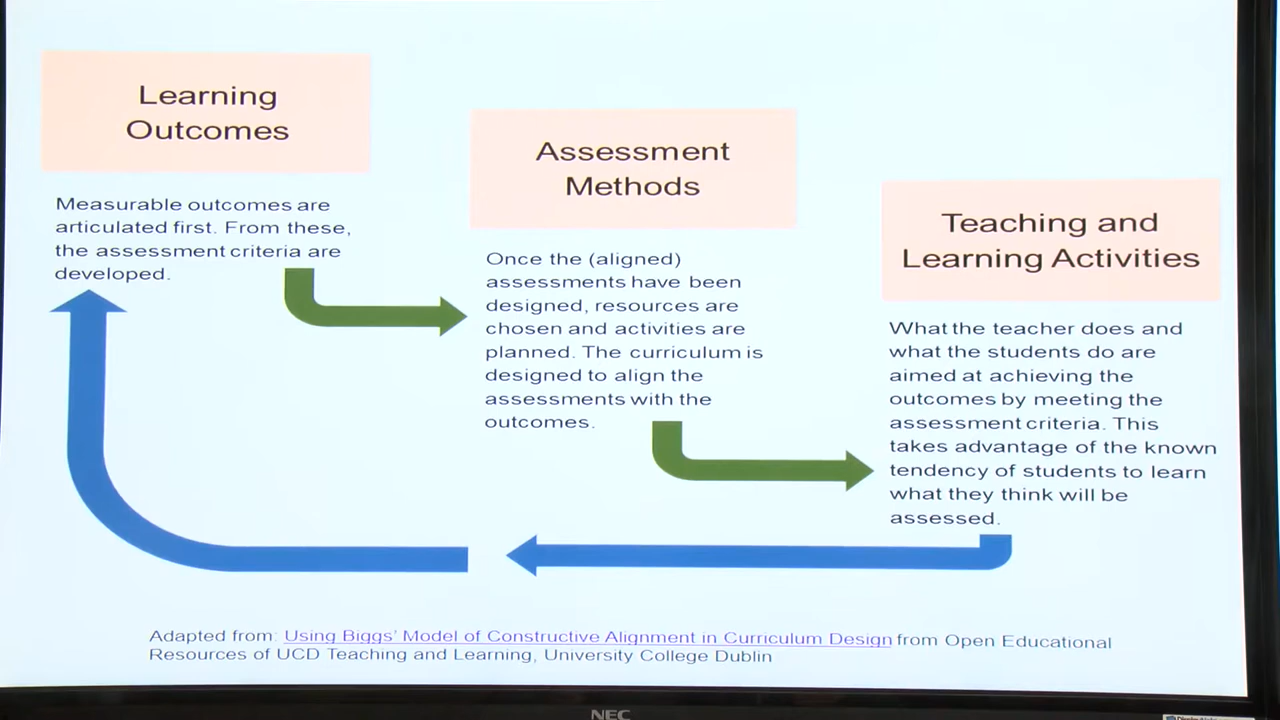 Learning
Outcomes
Measurable outcomes are
articulated first. From these,
the assessment criteria are
developed.
Assessment
Methods
Once the (aligned)
assessments have been
designed, resources are
chosen and activities are
planned. The curriculum is
designed to align the
assessments with the
outcomes.
Teaching and
Learning Activities
What the teacher does and
what the students do are
aimed at achieving the
outcomes by meeting the
assessment criteria. This
takes advantage of the known
tendency of students to learn
what they think will be
assessed.
Adapted from: Using Biggs' Model of Constructive Alignment in Curriculum Design from Open Educational
Resources of UCD Teaching and Learning, University College Dublin
NEC